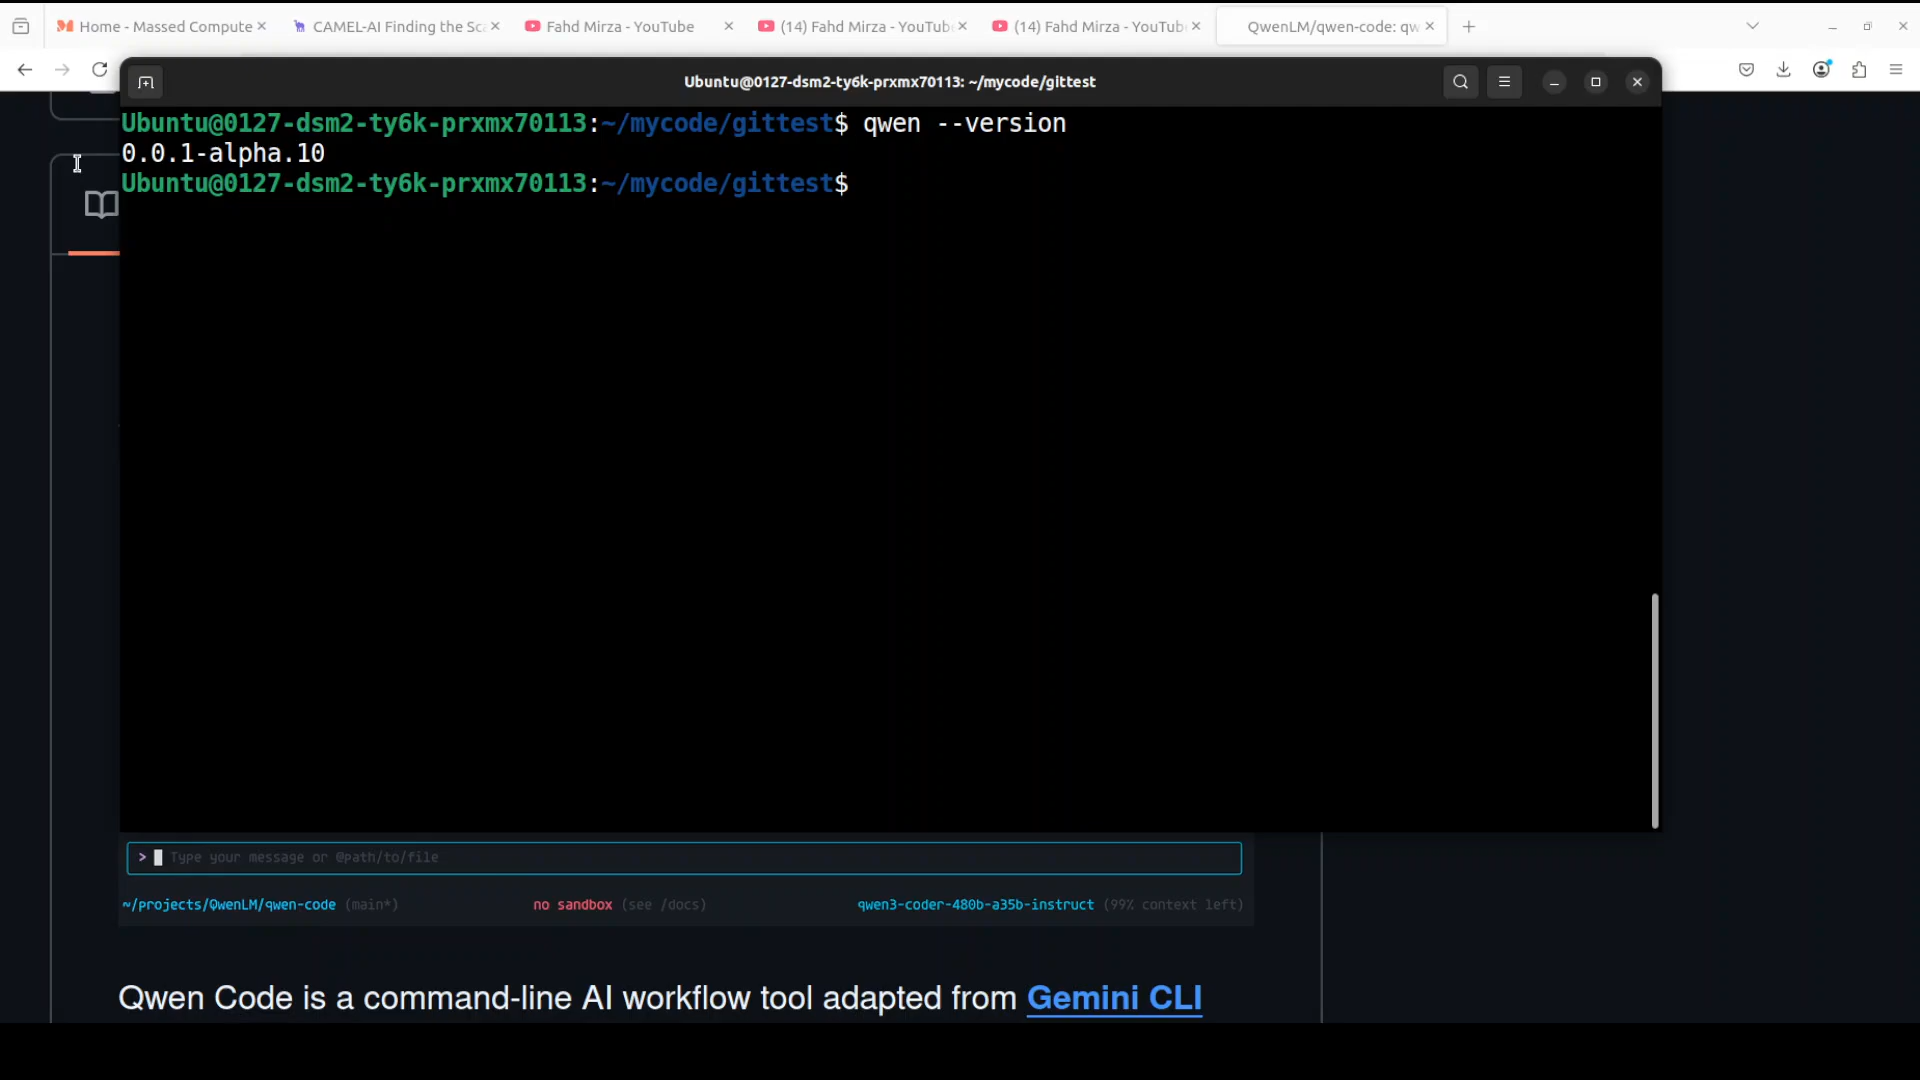 Home - Massed Compute
CAMEL-AI Finding the Sca
Fahd Mirza - YouTube
(14) Fahd Mirza - YouTub
(14) Fahd Mirza - YouTub
QwenLM/qwen-code: qw
Ubuntu@0127-dsm2-ty6k-prxmx70113: ~/mycode/gittest
Ubuntu@0127-dsm2-ty6k-prxmx70113:~/mycode/gittest$ qwen --version
0.0.1-alpha.10
Ubuntu@0127-dsm2-ty6k-prxmx70113:~/mycode/gittest$
> Type your message or @path/to/file
~/projects/QwenLM/qwen-code (main*) no sandbox (see /docs) qwen3-coder-480b-a35b-instruct (99% context left)
Qwen Code is a command-line AI workflow tool adapted from Gemini CLI